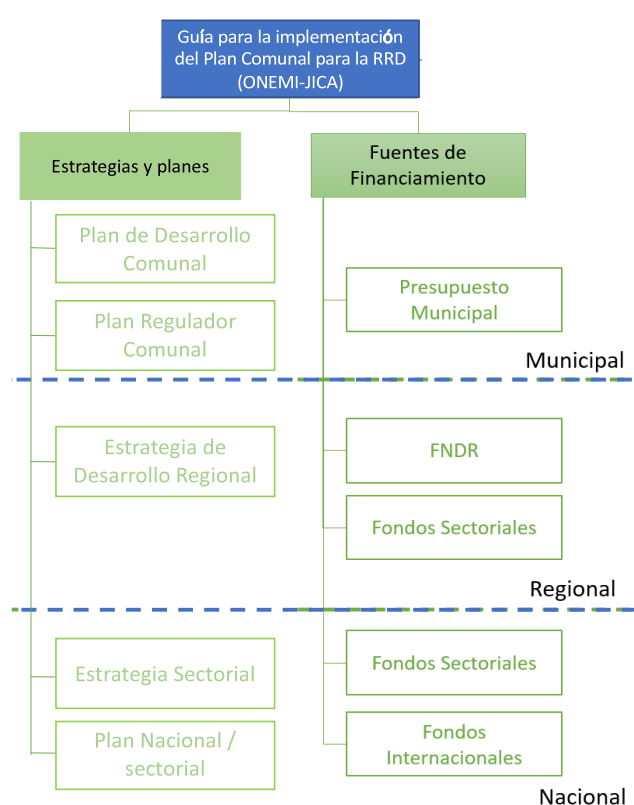 Guía para la implementación
del Plan Comunal para la RRD
(ONEMI-JICA)
Estrategias y planes
Fuentes de
Financiamiento
Plan de Desarrollo
Comunal
Presupuesto
Municipal
Plan Regulador
Comunal
Municipal
Estrategia de
Desarrollo Regional
FNDR
Fondos Sectoriales
Regional
Estrategia Sectorial
Fondos Sectoriales
Plan Nacional /
sectorial
Fondos
Internacionales
Nacional